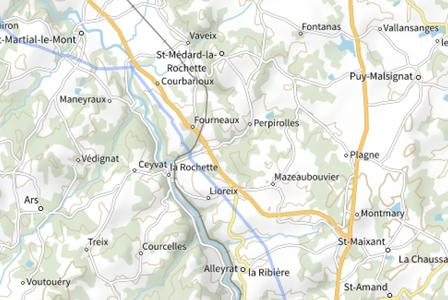 Fontanas
Vallansanges
Vaveix
St-Martial-le-Mont
St-Médard-la-
Rochette
Courbarioux
Puy-Malsignat
Maneyraux
Fourneaux
Perpirolles
Plagne
Védignat
Ceyvat
la Rochette
Mazeaubouvier
Lioreix
Ars
Montmary
Treix
Courcelles
St-Maixant
La Chaussa
Alleyrat
la Ribière
Voutouéry
St-Amand